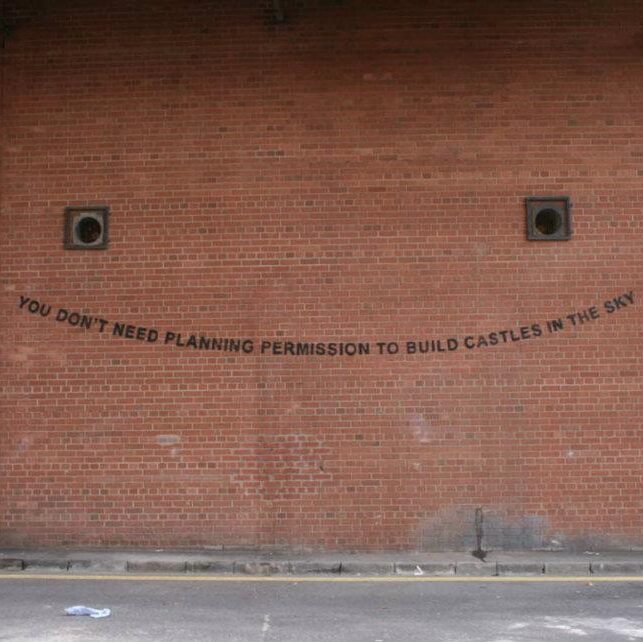 YOU DON'T NEED PLANNING PERMISSION TO BUILD CASTLES IN THE SKY